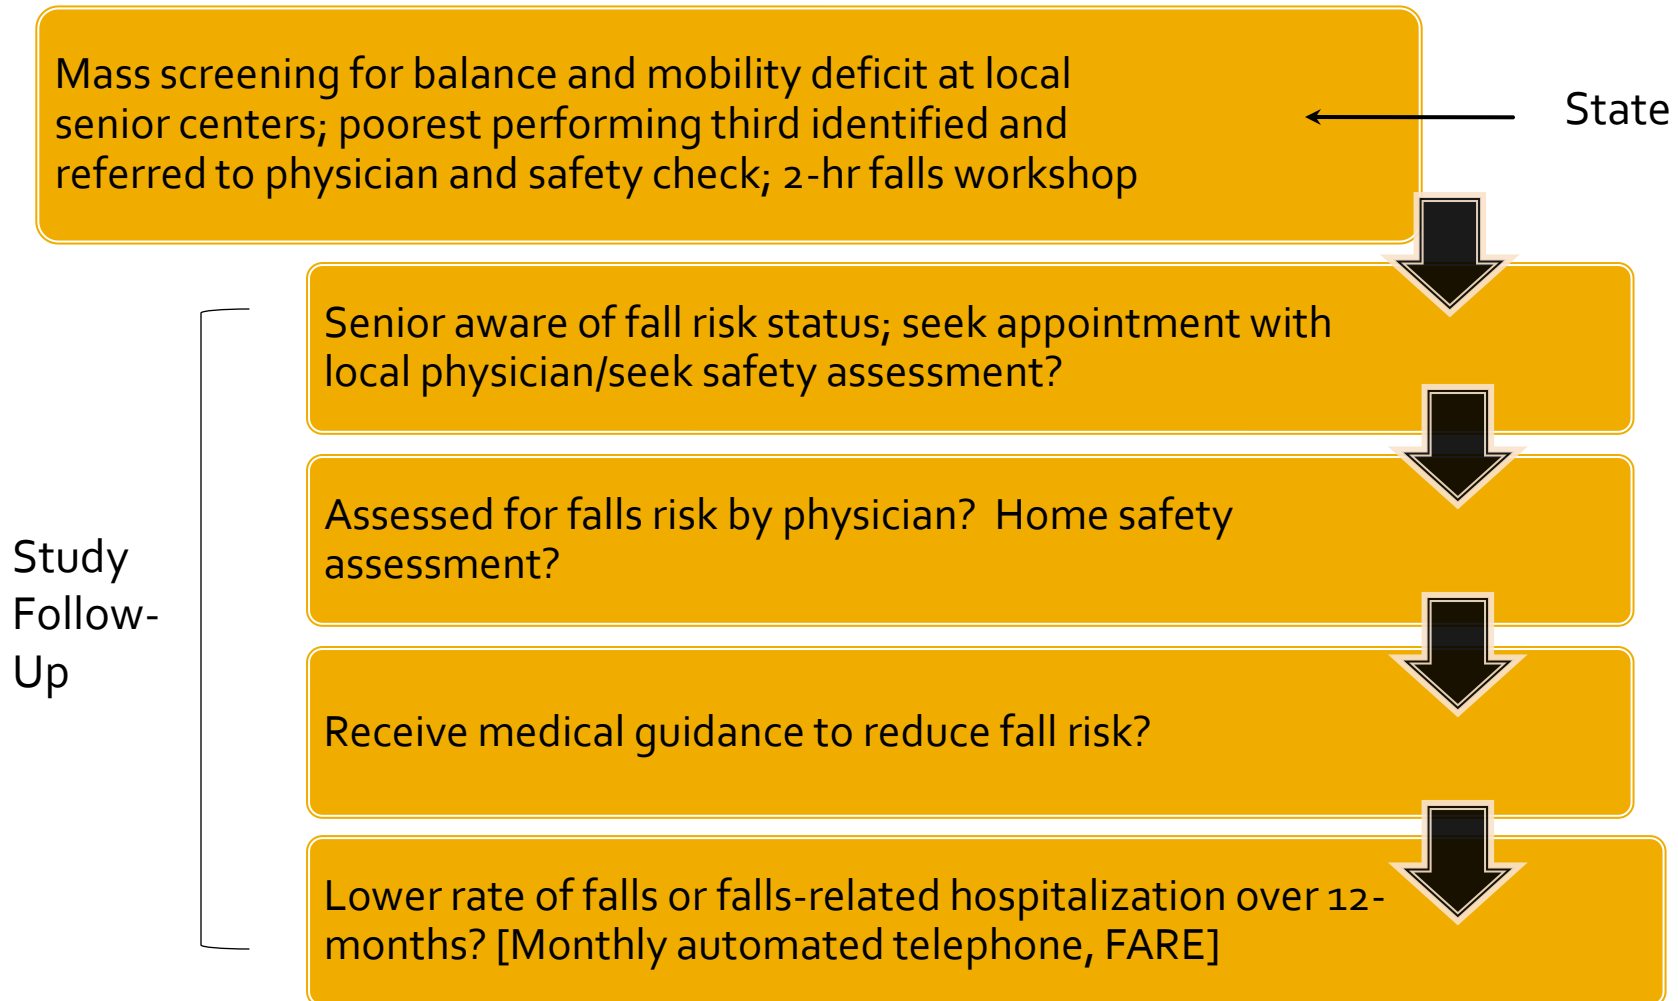 Mass screening for balance and mobility deficit at local
senior centers; poorest performing third identified and
referred to physician and safety check; 2-hr falls workshop
State
Senior aware of fall risk status; seek appointment with
local physician/seek safety assessment?
Assessed for falls risk by physician?  Home safety
assessment?
Study
Follow-
Up
Receive medical guidance to reduce fall risk?
Lower rate of falls or falls-related hospitalization over 12-
months? [Monthly automated telephone, FARE]